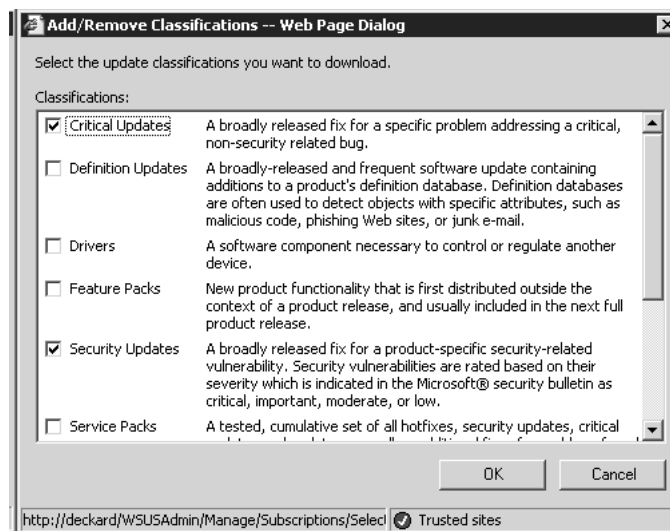 Add/Remove Classifications -- Web Page Dialog
Select the update classifications you want to download.
Classifications:
Critical Updates A broadly released fix for a specific problem addressing a critical,
non-security related bug.
Definition Updates A broadly-released and frequent software update containing
additions to a product's definition database. Definition databases
are often used to detect objects with specific attributes, such as
malicious code, phishing Web sites, or junk e-mail.
Drivers A software component necessary to control or regulate another
device.
Feature Packs New product functionality that is first distributed outside the
context of a product release, and usually included in the next full
product release.
Security Updates A broadly released fix for a product-specific security-related
vulnerability. Security vulnerabilities are rated based on their
severity which is indicated in the Microsoft® security bulletin as
critical, important, moderate, or low.
Service Packs A tested, cumulative set of all hotfixes, security updates, critical
OK Cancel
http://deckard/WSUSAdmin/Manage/Subscriptions/Select Trusted sites